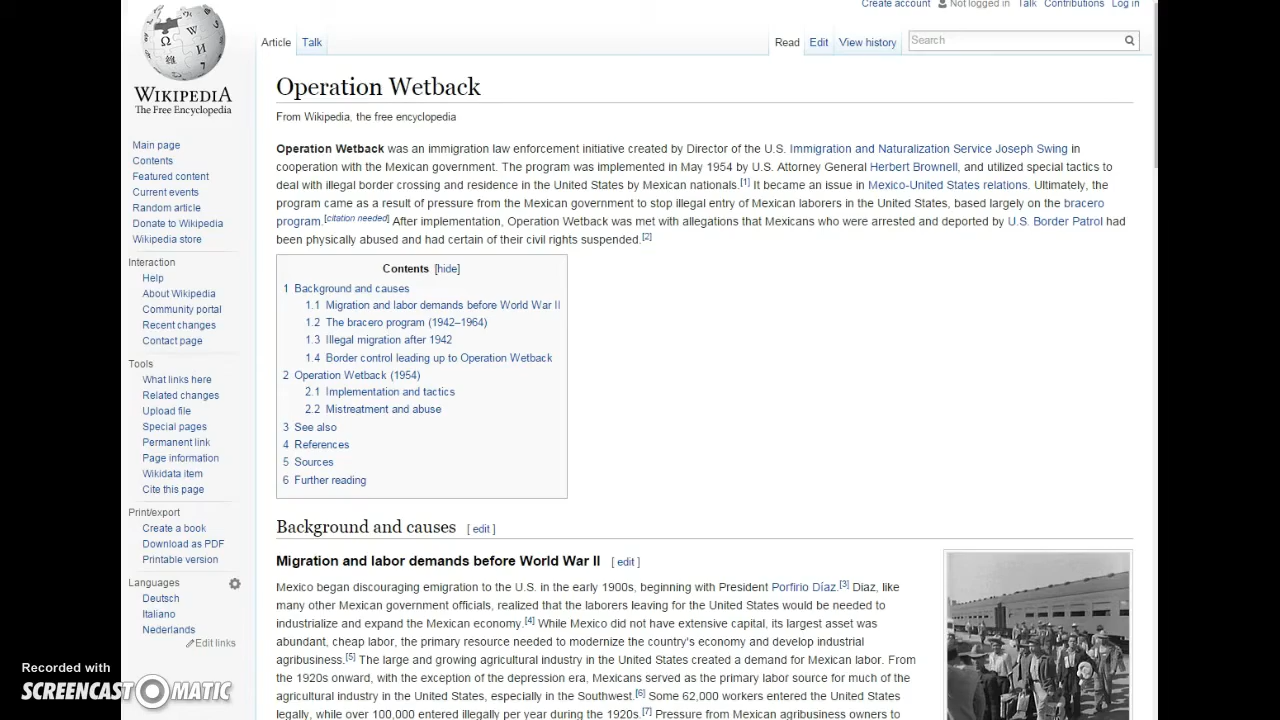 Create account Not logged in Talk Contributions Log in
Article Talk Read Edit View history Search
WIKIPEDIA
The Free Encyclopedia
Main page
Contents
Featured content
Current events
Random article
Donate to Wikipedia
Wikipedia store
Interaction
Help
About Wikipedia
Community portal
Recent changes
Contact page
Tools
What links here
Related changes
Upload file
Special pages
Permanent link
Page information
Wikidata item
Cite this page
Print/export
Create a book
Download as PDF
Printable version
Languages
Deutsch
Italiano
Nederlands
Edit links
Operation Wetback
From Wikipedia, the free encyclopedia
Operation Wetback was an immigration law enforcement initiative created by Director of the U.S. Immigration and Naturalization Service Joseph Swing in
cooperation with the Mexican government. The program was implemented in May 1954 by U.S. Attorney General Herbert Brownell, and utilized special tactics to
deal with illegal border crossing and residence in the United States by Mexican nationals.[1] It became an issue in Mexico-United States relations. Ultimately, the
program came as a result of pressure from the Mexican government to stop illegal entry of Mexican laborers in the United States, based largely on the bracero
program.[citation needed] After implementation, Operation Wetback was met with allegations that Mexicans who were arrested and deported by U.S. Border Patrol had
been physically abused and had certain of their civil rights suspended.[2]
Contents [hide]
1 Background and causes
1.1 Migration and labor demands before World War II
1.2 The bracero program (1942–1964)
1.3 Illegal migration after 1942
1.4 Border control leading up to Operation Wetback
2 Operation Wetback (1954)
2.1 Implementation and tactics
2.2 Mistreatment and abuse
3 See also
4 References
5 Sources
6 Further reading
Background and causes [ edit ]
Migration and labor demands before World War II [ edit ]
Mexico began discouraging emigration to the U.S. in the early 1900s, beginning with President Porfirio Díaz.[3] Diaz, like
many other Mexican government officials, realized that the laborers leaving for the United States would be needed to
industrialize and expand the Mexican economy.[4] While Mexico did not have extensive capital, its largest asset was
abundant, cheap labor, the primary resource needed to modernize the country's economy and develop industrial
agribusiness.[5] The large and growing agricultural industry in the United States created a demand for Mexican labor. From
the 1920s onward, with the exception of the depression era, Mexicans served as the primary labor source for much of the
agricultural industry in the United States, especially in the Southwest.[6] Some 62,000 workers entered the United States
legally, while over 100,000 entered illegally per year during the 1920s.[7] Pressure from Mexican agribusiness owners to
Recorded with
SCREENCAST-O-MATIC